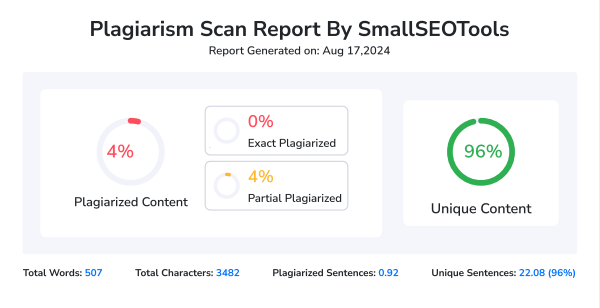 Plagiarism Scan Report By SmallSEOTools
Report Generated on: Aug 17,2024
4%
Plagiarized Content
0%
Exact Plagiarized
4%
Partial Plagiarized
96%
Unique Content
Total Words: 507
Total Characters: 3482
Plagiarized Sentences: 0.92
Unique Sentences: 22.08 (96%)